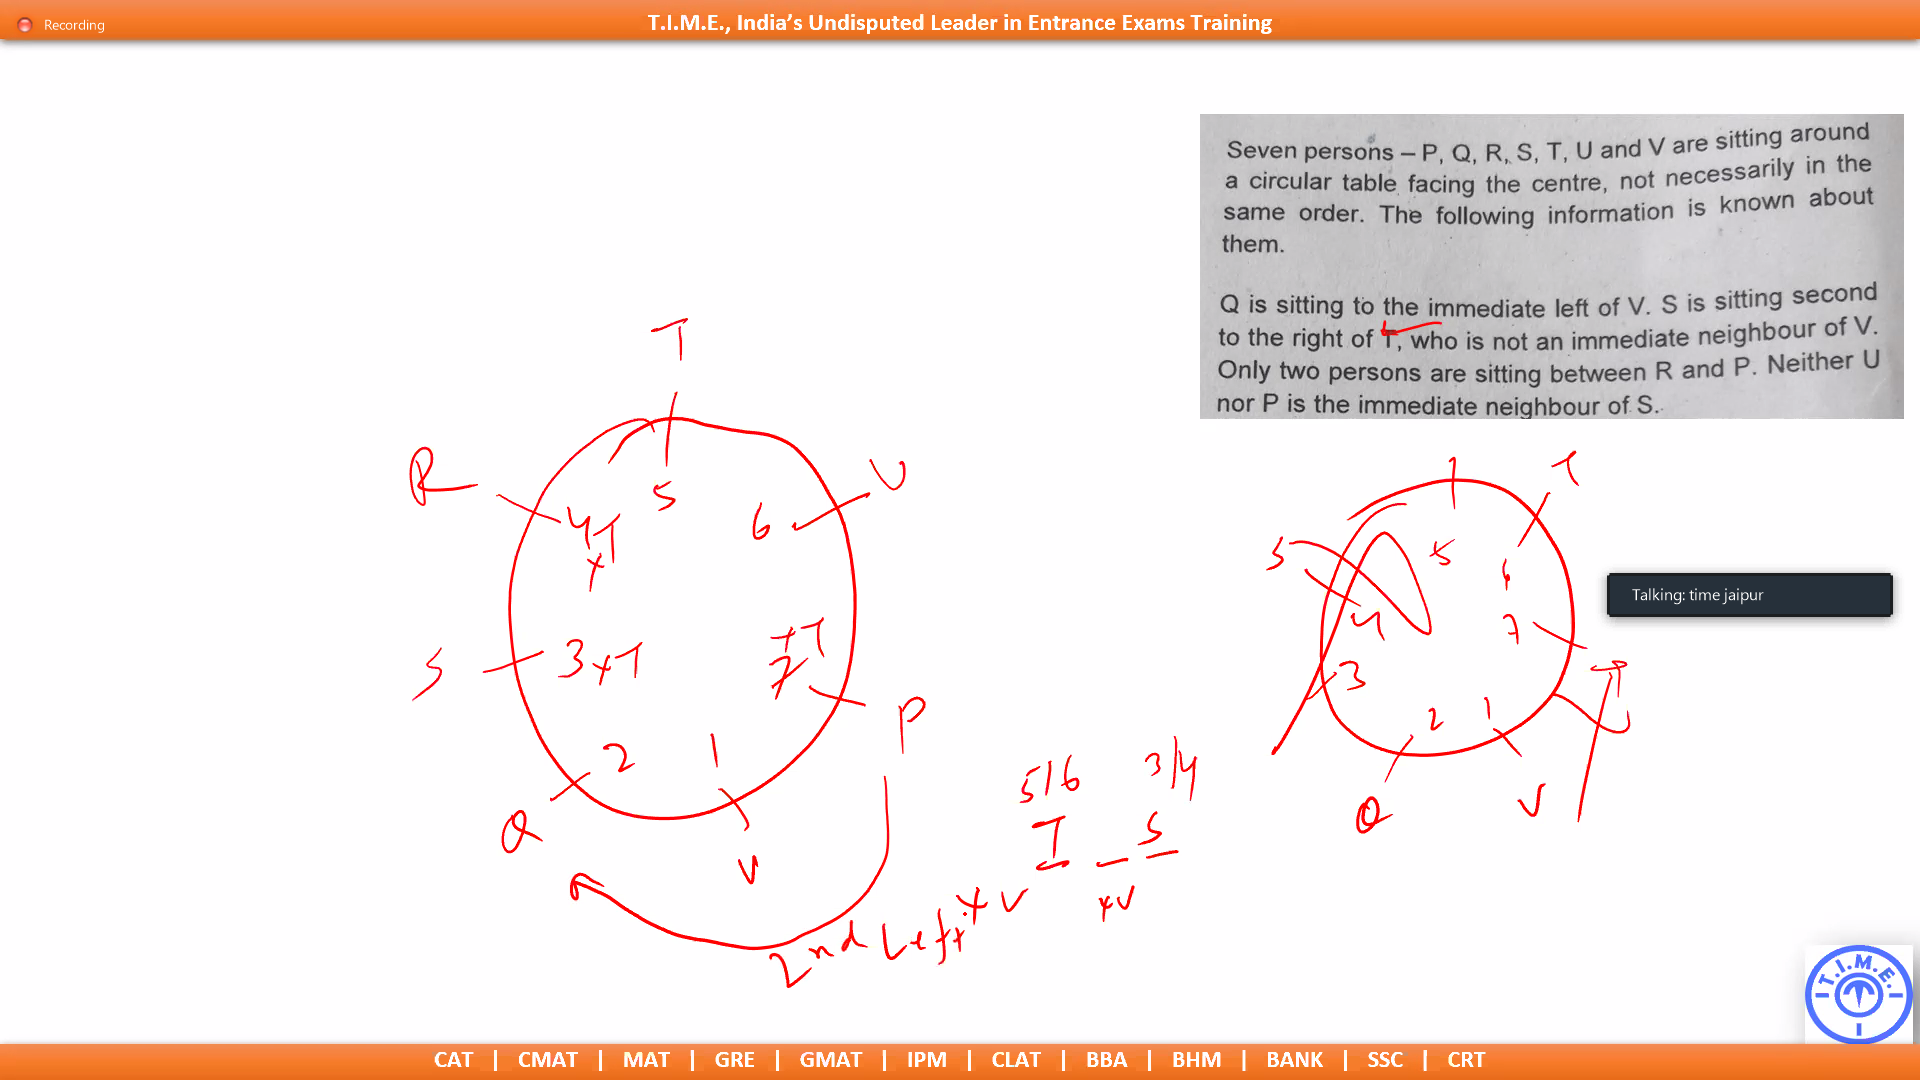 Recording
T.I.M.E., India's Undisputed Leader in Entrance Exams Training
Seven persons – P, Q, R, S, T, U and V are sitting around
a circular table facing the centre, not necessarily in the
same order. The following information is known about
them.
Q is sitting to the immediate left of V. S is sitting second
to the right of T, who is not an immediate neighbour of V.
Only two persons are sitting between R and P. Neither U
nor P is the immediate neighbour of S.
T
R
U
5
4 T
x
6
S
3 x T
x T
7
P
2
1
Q
V
2nd Left
5/6 3/4
T _ S
x V x V
1
T
S
5
6
4
7
3
T
2
1
Q
V
Talking: time jaipur
T.I.M.E.
CAT | CMAT | MAT | GRE | GMAT | IPM | CLAT | BBA | BHM | BANK | SSC | CRT